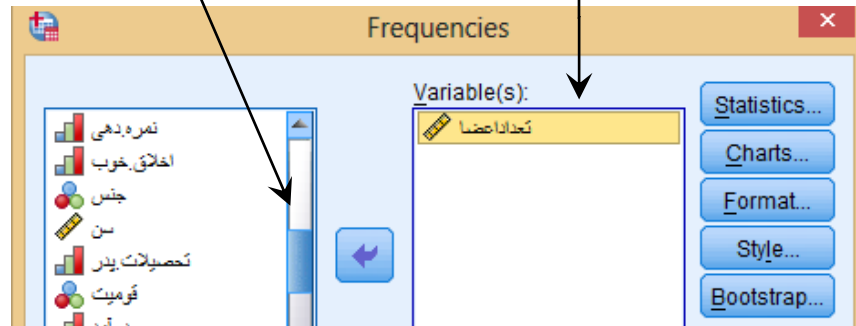 Frequencies
Variable(s):
نمره.دهی
اخلاق.خوب
جنس
سن
تحصیلات.پدر
قومیت
تعداداعضا
Statistics...
Charts...
Format...
Style...
Bootstrap...